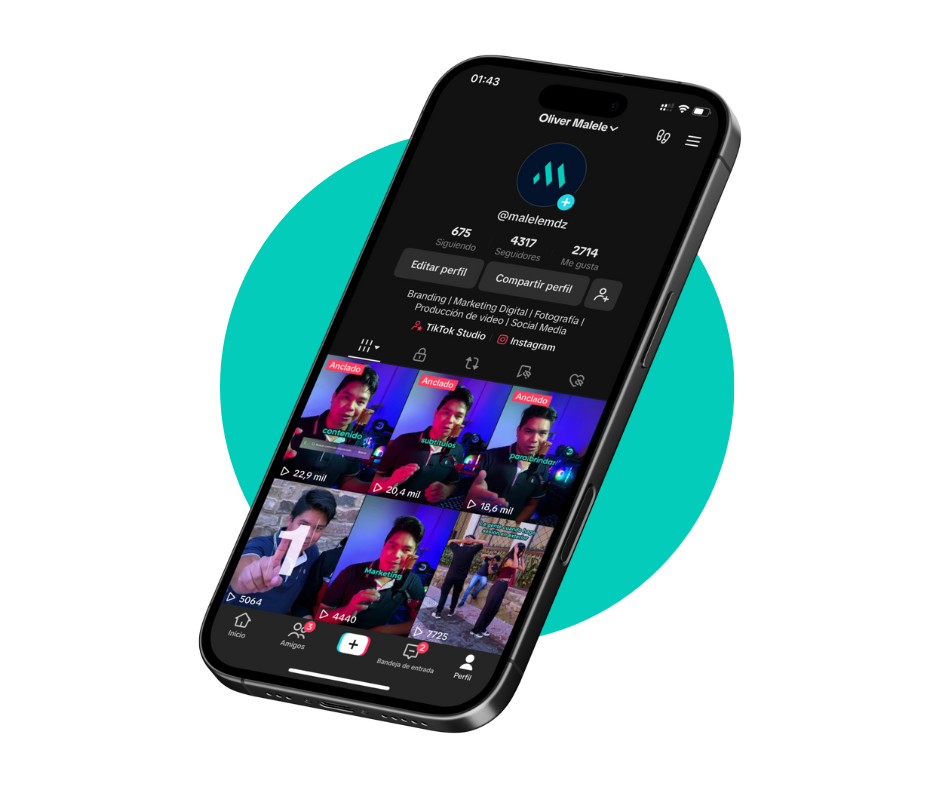 01:43
Oliver Malele
@malelemdz
675
Siguiendo
4317
Seguidores
2714
Me gusta
Editar perfil
Compartir perfil
Branding | Marketing Digital | Fotografía |
Producción de video | Social Media
TikTok Studio
Instagram
Anclado
contenido
22,9 mil
Anclado
subtítulos
20,4 mil
Anclado
para brindar
18,6 mil
1
5064
Marketing
4440
7725
Inicio
3
Amigos
2
Bandeja de entrada
Perfil